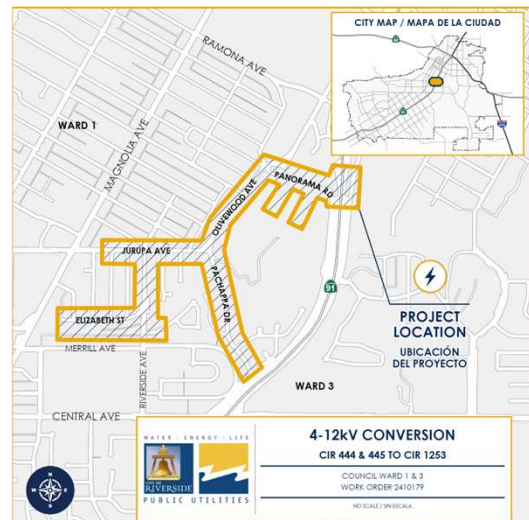 CITY MAP / MAPA DE LA CIUDAD
RAMONA AVE
WARD 1
MAGNOLIA AVE
PANORAMA RD
OLIVEWOOD AVE
JURUPA AVE
PACHAPPA DR
91
ELIZABETH ST
MERRILL AVE
RIVERSIDE AVE
CENTRAL AVE
WARD 3
PROJECT
LOCATION
UBICACIÓN
DEL PROYECTO
WATER | ENERGY | LIFE
CITY OF
RIVERSIDE
PUBLIC UTILITIES
4-12kV CONVERSION
CIR 444 & 445 TO CIR 1253
COUNCIL WARD 1 & 3
WORK ORDER 2410179
NO SCALE / SIN ESCALA
N
W
E
S